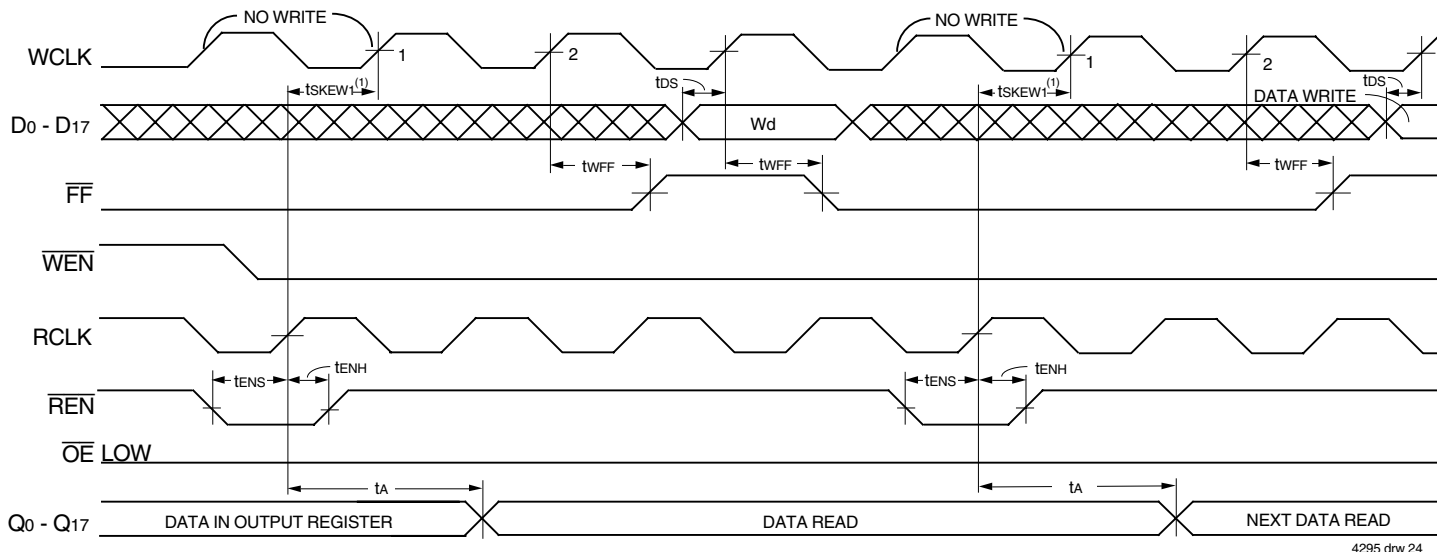 NO WRITE NO WRITE
WCLK 1 2 1 2
tSKEW1(1) tDS tSKEW1(1) tDS
D0 - D17 Wd DATA WRITE
tWFF tWFF tWFF
FF
WEN
RCLK
tENS tENH tENS tENH
REN
OE LOW
tA tA
Q0 - Q17 DATA IN OUTPUT REGISTER DATA READ NEXT DATA READ
4295 drw 24